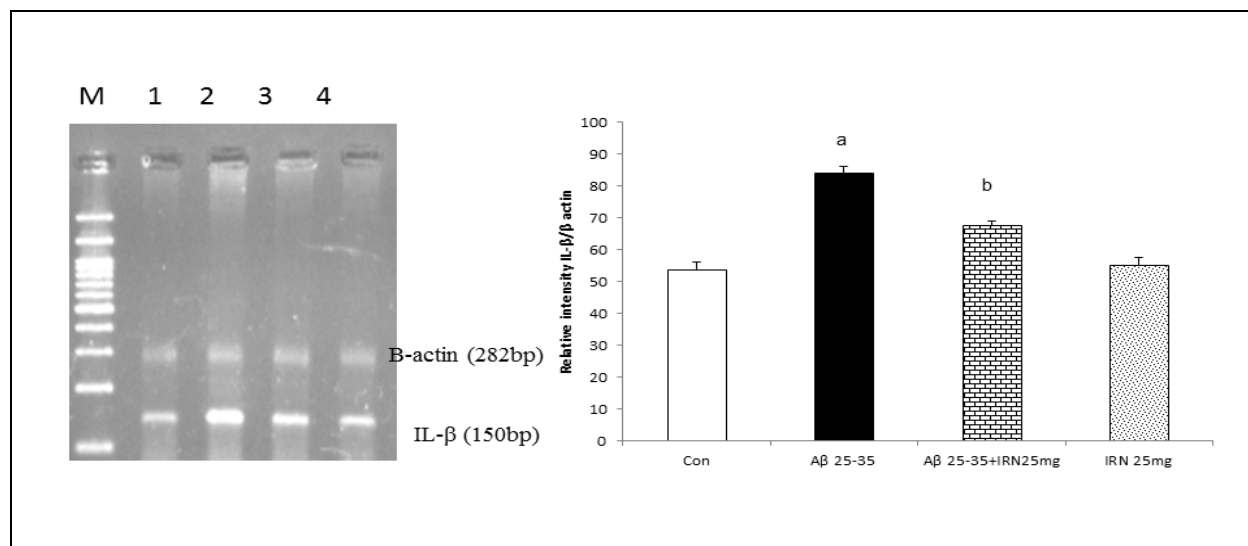 M 1 2 3 4
B-actin (282bp)
IL-β (150bp)
Relative intensity IL-β/β actin
100
90
80
70
60
50
40
30
20
10
0
a
b
Con Aβ 25-35 Aβ 25-35+IRN25mg IRN 25mg